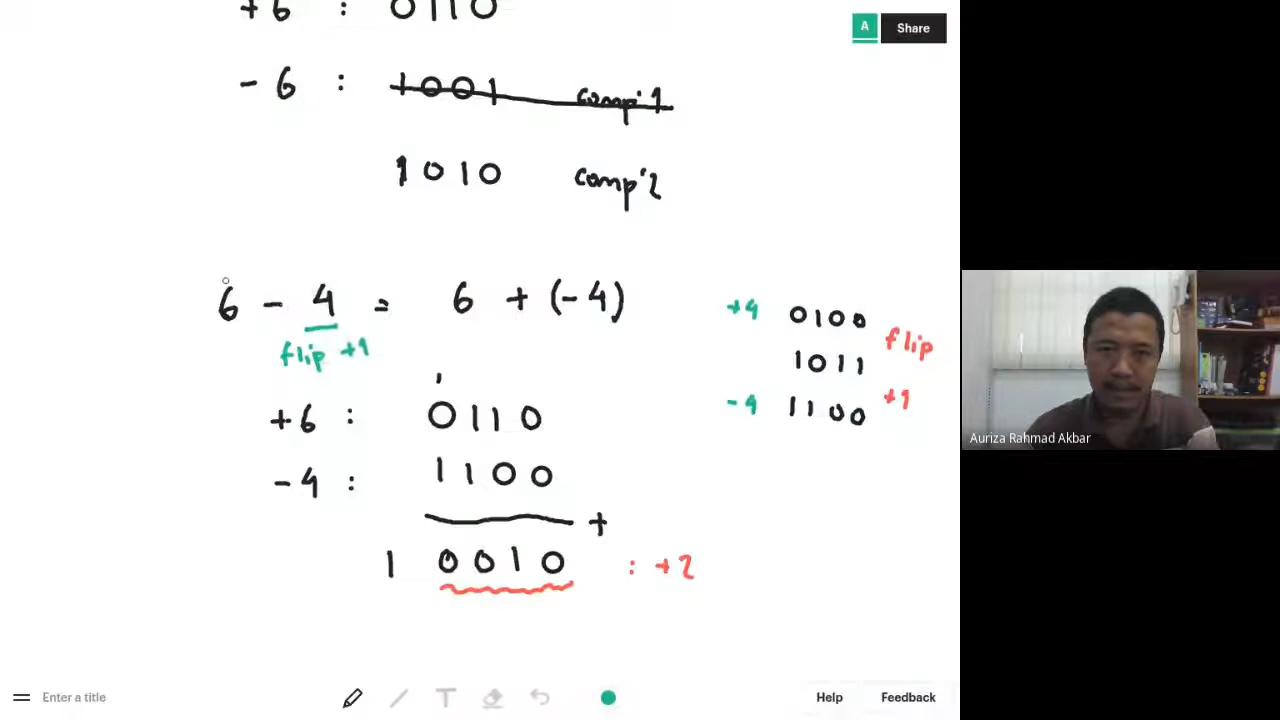 +6 : 0110
A Share
- 6 : 1001 comp'1
1010 comp'2
6 - 4 = 6 + (-4)
flip +1
+4 0100
1011 flip
-4 1100 +1
1
+6 : 0110
-4 : 1100
+
1 0010 : +2
Auriza Rahmad Akbar
Enter a title
T
Help
Feedback